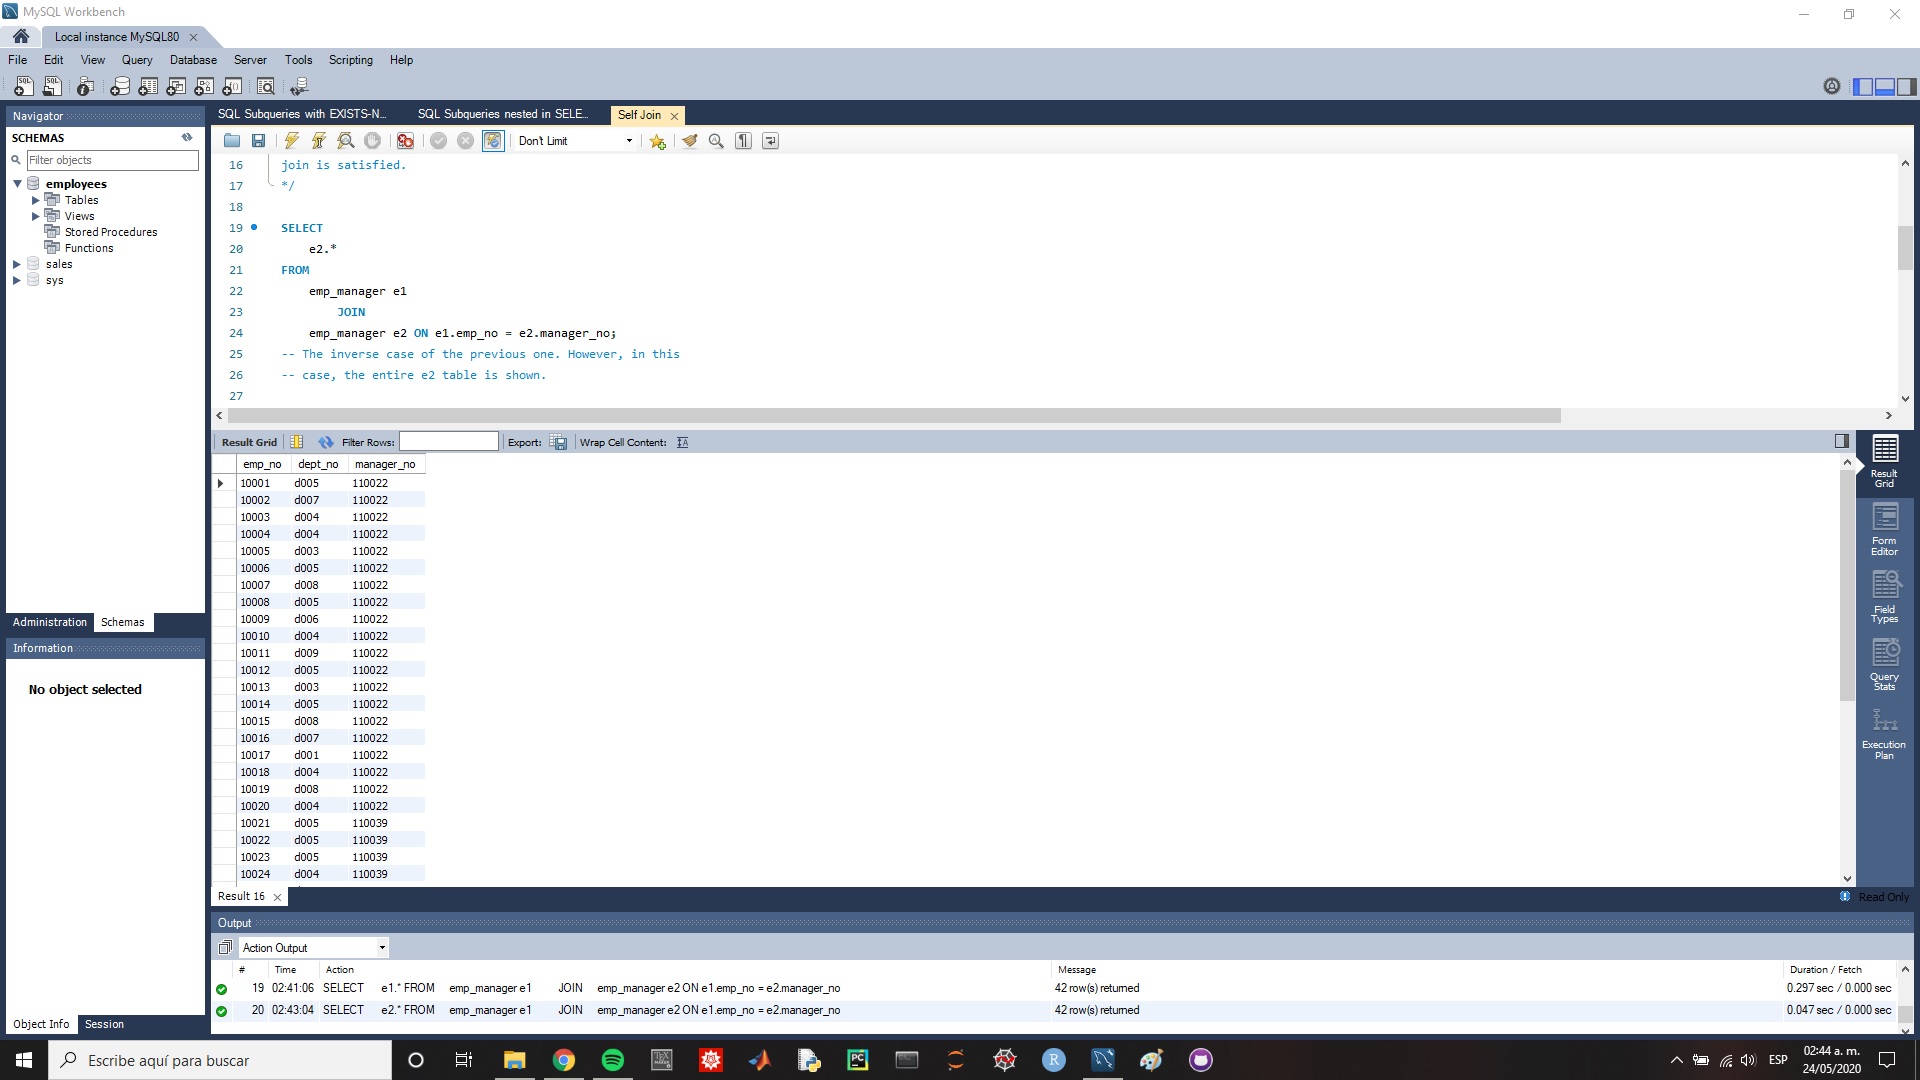 MySQL Workbench
Local instance MySQL80
File Edit View Query Database Server Tools Scripting Help
Navigator
SCHEMAS
Filter objects
employees
Tables
Views
Stored Procedures
Functions
sales
sys
Administration Schemas
Information
No object selected
Object Info Session
SQL Subqueries with EXISTS-N... SQL Subqueries nested in SELE... Self Join
Don't Limit
16 join is satisfied.
17 */
18
19 SELECT
20 e2.*
21 FROM
22 emp_manager e1
23 JOIN
24 emp_manager e2 ON e1.emp_no = e2.manager_no;
25 -- The inverse case of the previous one. However, in this
26 -- case, the entire e2 table is shown.
27
Result Grid Filter Rows: Export: Wrap Cell Content:
emp_no dept_no manager_no
10001 d005 110022
10002 d007 110022
10003 d004 110022
10004 d004 110022
10005 d003 110022
10006 d005 110022
10007 d008 110022
10008 d005 110022
10009 d006 110022
10010 d004 110022
10011 d009 110022
10012 d005 110022
10013 d003 110022
10014 d005 110022
10015 d008 110022
10016 d007 110022
10017 d001 110022
10018 d004 110022
10019 d008 110022
10020 d004 110022
10021 d005 110039
10022 d005 110039
10023 d005 110039
10024 d004 110039
Result Grid
Form Editor
Field Types
Query Stats
Execution Plan
Result 16
Read Only
Output
Action Output
# Time Action Message Duration / Fetch
19 02:41:06 SELECT e1.* FROM emp_manager e1 JOIN emp_manager e2 ON e1.emp_no = e2.manager_no 42 row(s) returned 0.297 sec / 0.000 sec
20 02:43:04 SELECT e2.* FROM emp_manager e1 JOIN emp_manager e2 ON e1.emp_no = e2.manager_no 42 row(s) returned 0.047 sec / 0.000 sec
Escribe aquí para buscar
ESP
02:44 a. m.
24/05/2020